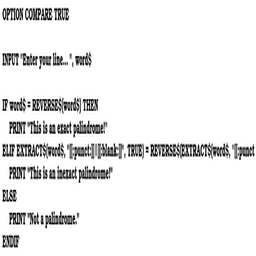 OPTION COMPARE TRUE
INPUT "Enter your line... ", word$
IF word$ = REVERSE$(word$) THEN
PRINT "This is an exact palindrome!"
ELIF EXTRACT$(word$, "[[:punct:]||[:blank:]]", TRUE) = REVERSE$(EXTRACT$(word$, "[[:punct
PRINT "This is an inexact palindrome!"
ELSE
PRINT "Not a palindrome."
ENDIF